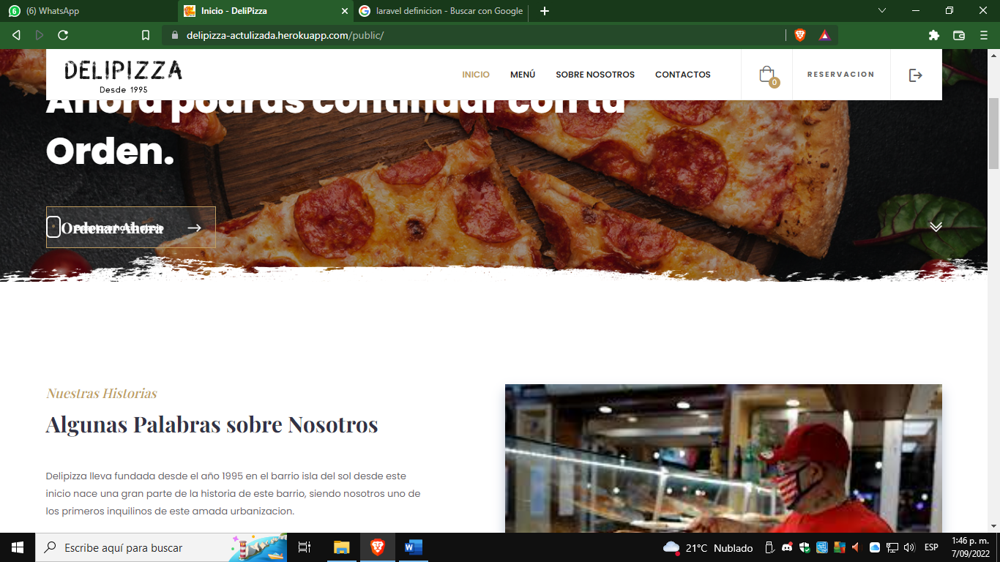 (6) WhatsApp
Inicio - DeliPizza
laravel definicion - Buscar con Google
delipizza-actulizada.herokuapp.com/public/
DELIPIZZA
Desde 1995
INICIO
MENÚ
SOBRE NOSOTROS
CONTACTOS
0
RESERVACION
Ahora podras continuar con tu
Orden.
Ordenar Ahora
Nuestras Historias
Algunas Palabras sobre Nosotros
Delipizza lleva fundada desde el año 1995 en el barrio isla del sol desde este
inicio nace una gran parte de la historia de este barrio, siendo nosotros uno de
los primeros inquilinos de este amada urbanizacion.
Escribe aquí para buscar
21°C Nublado
ESP
1:46 p. m.
7/09/2022